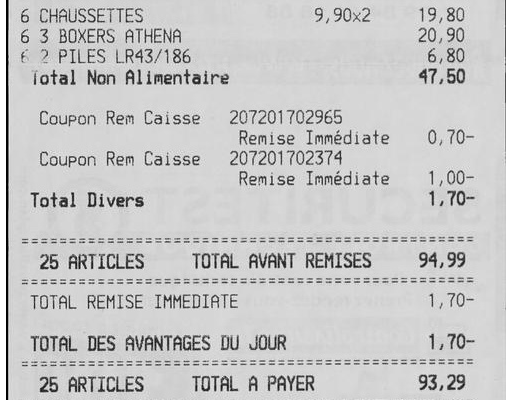 6 CHAUSSETTES 9,90x2 19,80
6 3 BOXERS ATHENA 20,90
6 2 PILES LR43/186 6,80
Total Non Alimentaire 47,50
Coupon Rem Caisse 207201702965
Remise Immédiate 0,70-
Coupon Rem Caisse 207201702374
Remise Immédiate 1,00-
Total Divers 1,70-
25 ARTICLES TOTAL AVANT REMISES 94,99
TOTAL REMISE IMMEDIATE 1,70-
TOTAL DES AVANTAGES DU JOUR 1,70-
25 ARTICLES TOTAL A PAYER 93,29